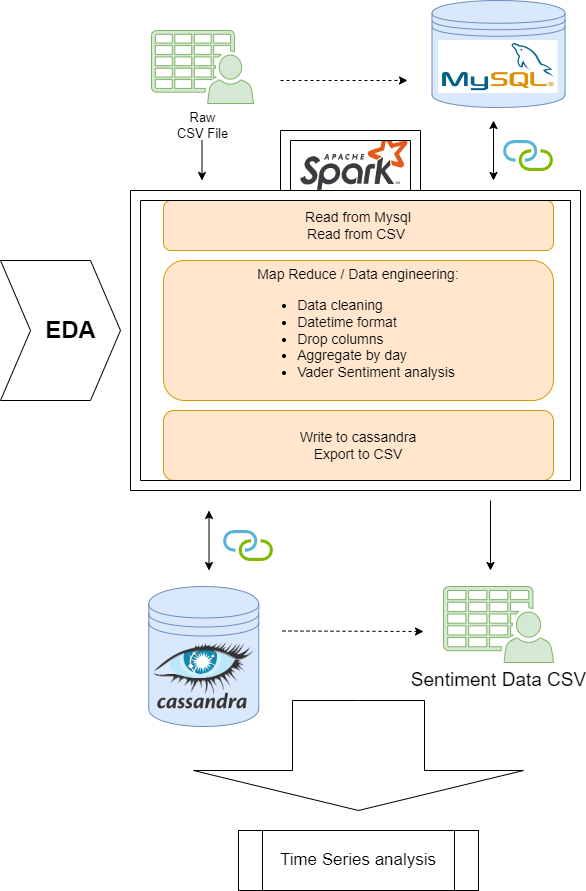 MySQL®
Raw
CSV File
APACHE
Spark™
Read from Mysql
Read from CSV
Map Reduce / Data engineering:
• Data cleaning
• Datetime format
• Drop columns
• Aggregate by day
• Vader Sentiment analysis
EDA
Write to cassandra
Export to CSV
cassandra
Sentiment Data CSV
Time Series analysis